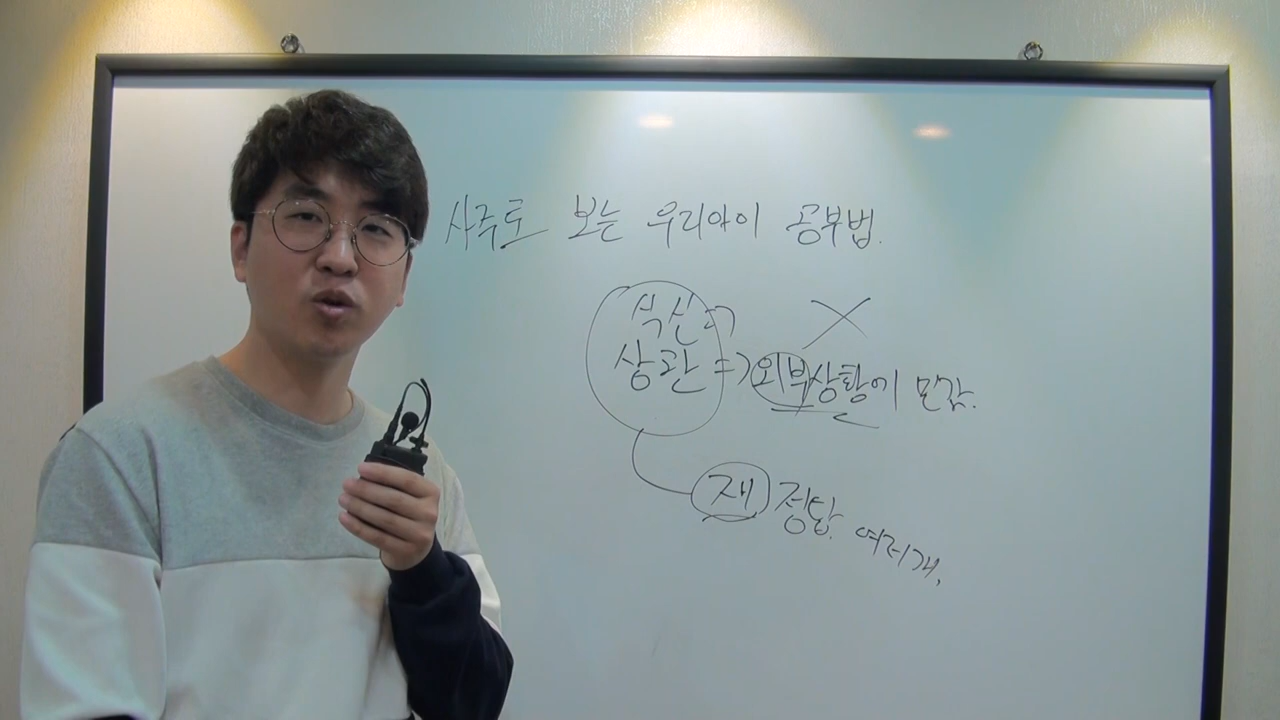 사주로 보는 우리아이 공부법.
식신 =>
상관 => 외부상황에 민감.
재 정답. 여러개,